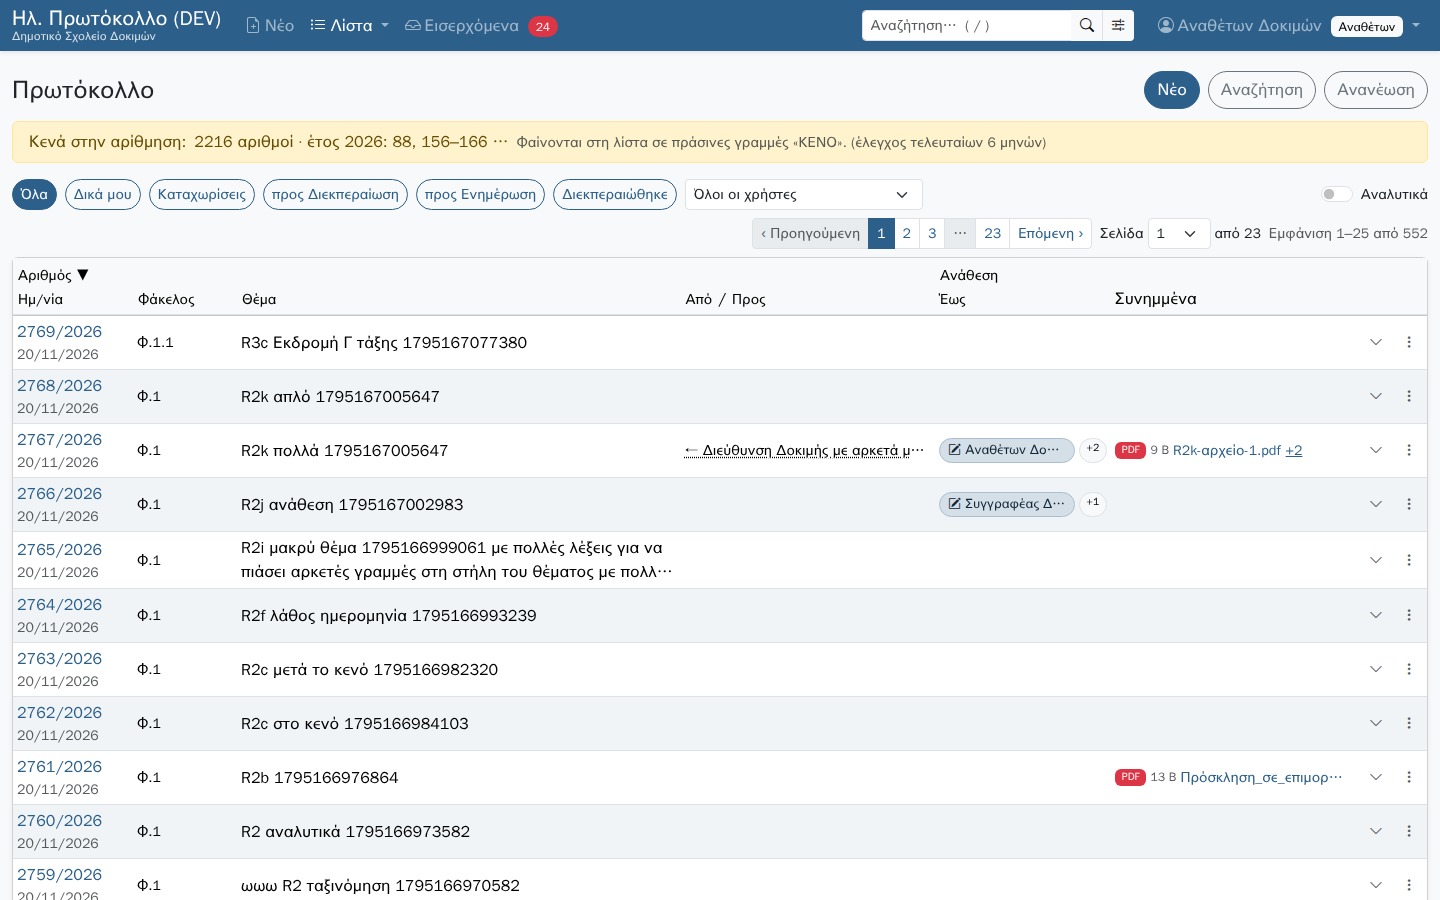 Ηλ. Πρωτόκολλο (DEV)
Δημοτικό Σχολείο Δοκιμών
Νέο
Λίστα
Εισερχόμενα 24
Αναζήτηση… ( / )
Αναθέτων Δοκιμών Αναθέτων
Πρωτόκολλο
Νέο
Αναζήτηση
Ανανέωση
Κενά στην αρίθμηση: 2216 αριθμοί · έτος 2026: 88, 156–166 … Φαίνονται στη λίστα σε πράσινες γραμμές «ΚΕΝΟ». (έλεγχος τελευταίων 6 μηνών)
Όλα
Δικά μου
Καταχωρίσεις
προς Διεκπεραίωση
προς Ενημέρωση
Διεκπεραιώθηκε
Όλοι οι χρήστες
Αναλυτικά
‹ Προηγούμενη 1 2 3 … 23 Επόμενη › Σελίδα 1 από 23 Εμφάνιση 1–25 από 552
Αριθμός ▼ Ανάθεση
Ημ/νία Φάκελος Θέμα Από / Προς Έως Συνημμένα
2769/2026
20/11/2026 Φ.1.1 R3c Εκδρομή Γ τάξης 1795167077380
2768/2026
20/11/2026 Φ.1 R2k απλό 1795167005647
2767/2026
20/11/2026 Φ.1 R2k πολλά 1795167005647 ← Διεύθυνση Δοκιμής με αρκετά μ… Αναθέτων Δο… +2 PDF 9 B R2k-αρχείο-1.pdf +2
2766/2026
20/11/2026 Φ.1 R2j ανάθεση 1795167002983 Συγγραφέας Δ… +1
2765/2026
20/11/2026 Φ.1 R2i μακρύ θέμα 1795166999061 με πολλές λέξεις για να
πιάσει αρκετές γραμμές στη στήλη του θέματος με πολλ…
2764/2026
20/11/2026 Φ.1 R2f λάθος ημερομηνία 1795166993239
2763/2026
20/11/2026 Φ.1 R2c μετά το κενό 1795166982320
2762/2026
20/11/2026 Φ.1 R2c στο κενό 1795166984103
2761/2026
20/11/2026 Φ.1 R2b 1795166976864 PDF 13 B Πρόσκληση_σε_επιμορ…
2760/2026
20/11/2026 Φ.1 R2 αναλυτικά 1795166973582
2759/2026
20/11/2026 Φ.1 ωωω R2 ταξινόμηση 1795166970582